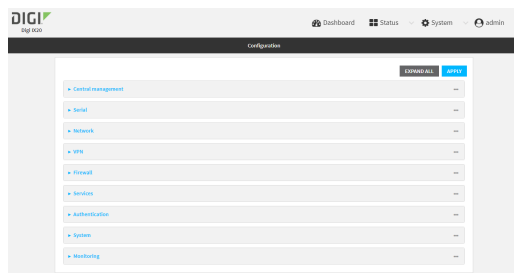 DIGI
Digi IX20
Dashboard
Status
System
admin
Configuration
EXPAND ALL
APPLY
Central management
Serial
Network
VPN
Firewall
Services
Authentication
System
Monitoring